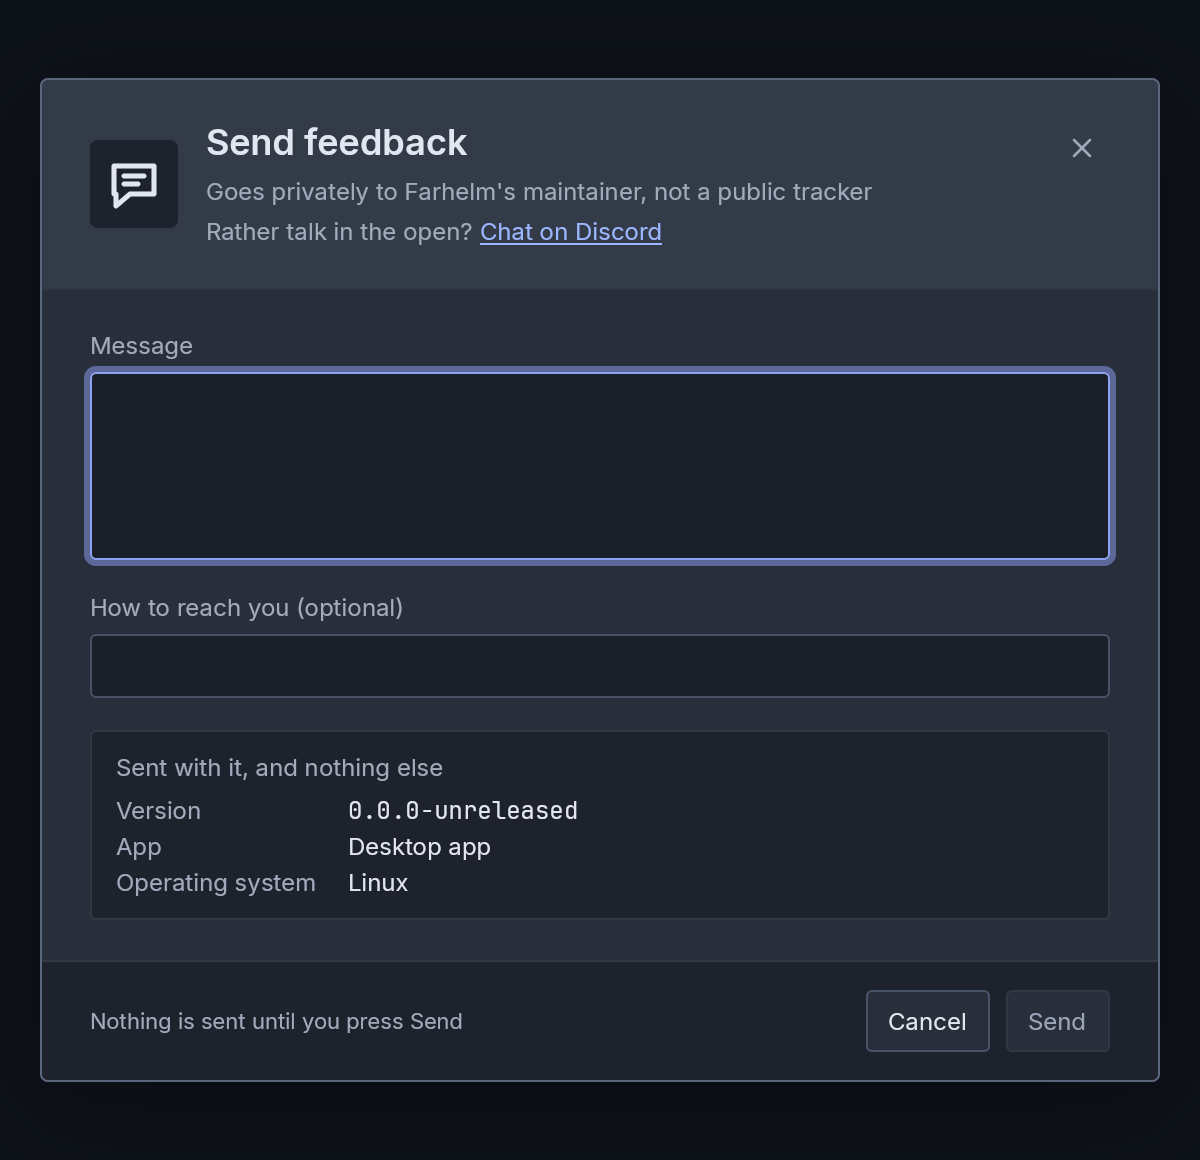 Send feedback
Goes privately to Farhelm's maintainer, not a public tracker
Rather talk in the open? Chat on Discord
Message
How to reach you (optional)
Sent with it, and nothing else
Version 0.0.0-unreleased
App Desktop app
Operating system Linux
Nothing is sent until you press Send
Cancel Send